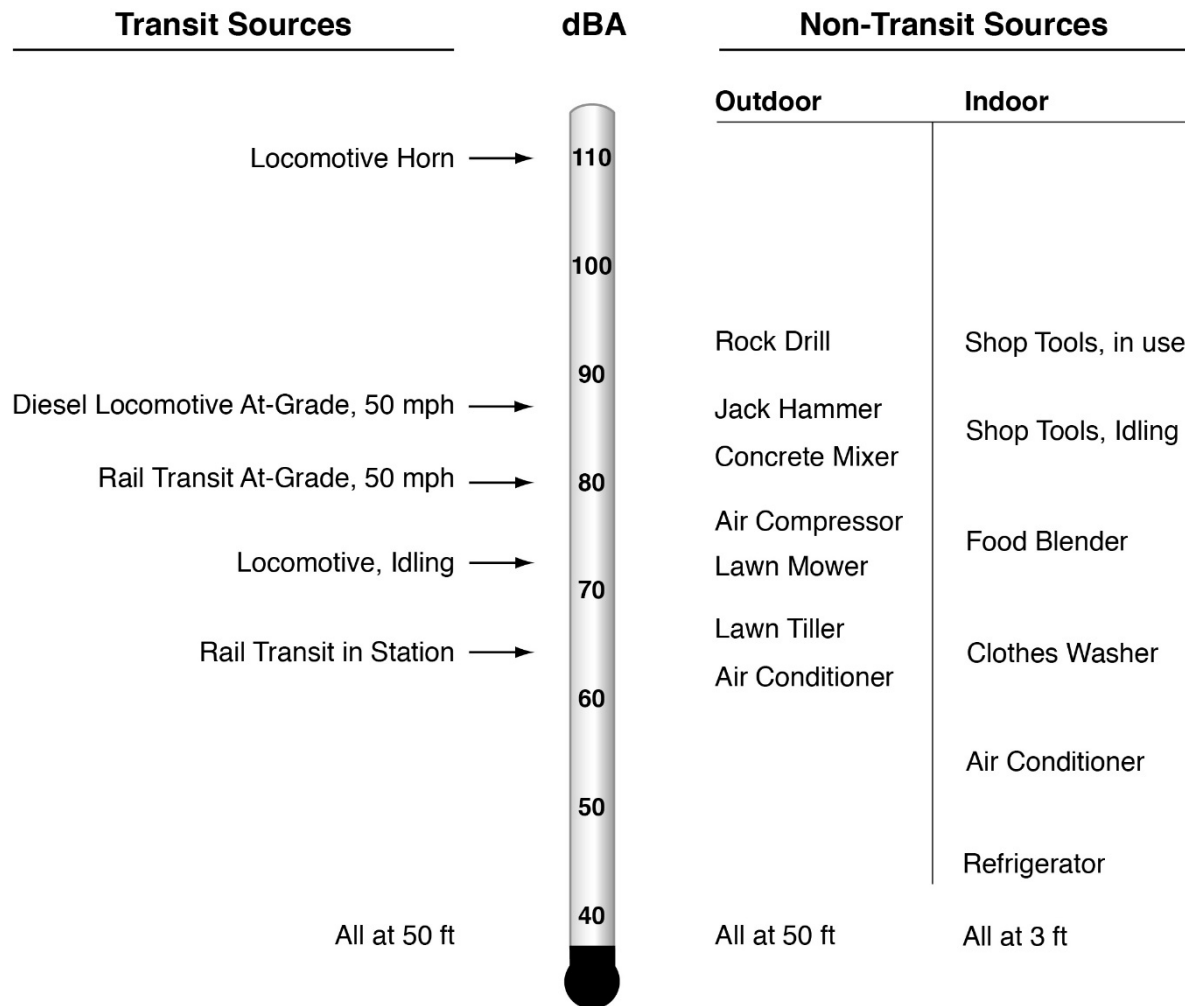 Transit Sources
dBA
Non-Transit Sources
Outdoor
Indoor
Locomotive Horn
Diesel Locomotive At-Grade, 50 mph
Rail Transit At-Grade, 50 mph
Locomotive, Idling
Rail Transit in Station
All at 50 ft
110
100
90
80
70
60
50
40
Rock Drill
Jack Hammer
Concrete Mixer
Air Compressor
Lawn Mower
Lawn Tiller
Air Conditioner
All at 50 ft
Shop Tools, in use
Shop Tools, Idling
Food Blender
Clothes Washer
Air Conditioner
Refrigerator
All at 3 ft